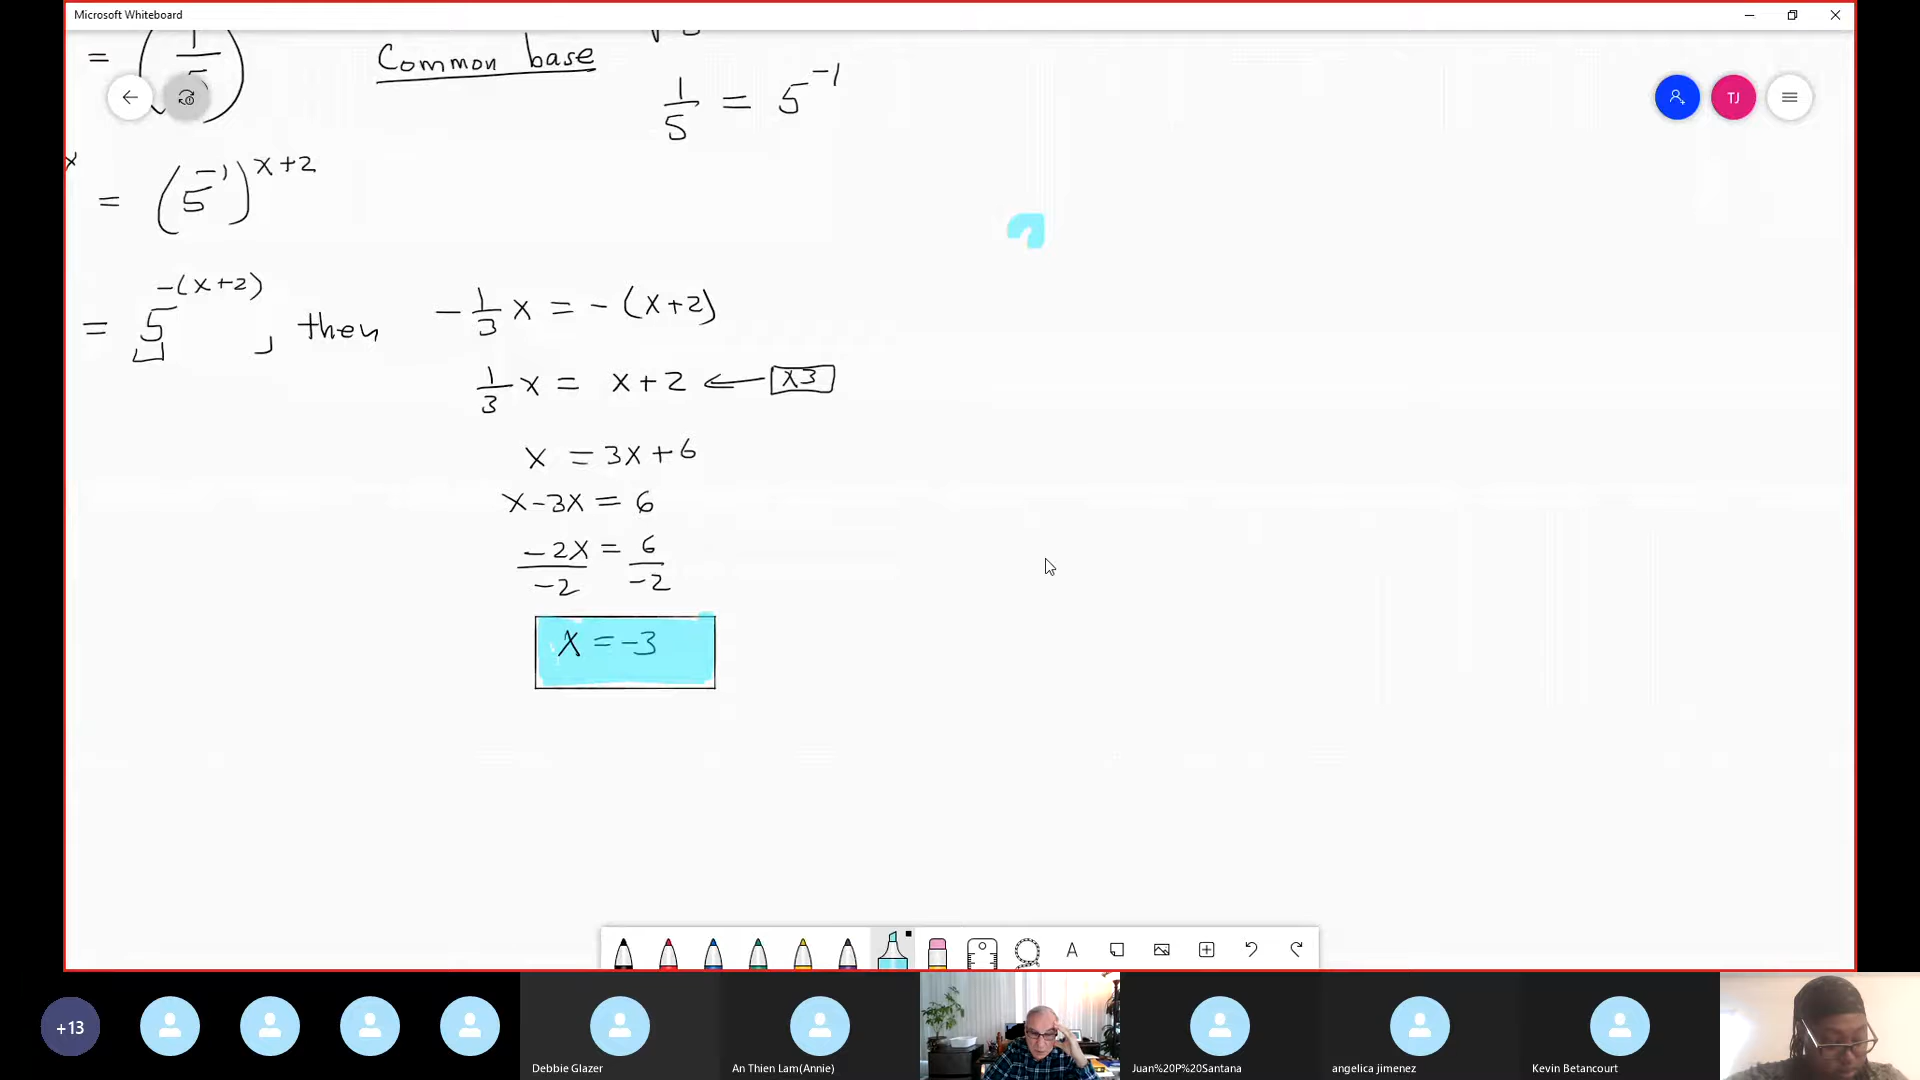 Microsoft Whiteboard
= (1/5)
Common base
1/5 = 5^-1
x = (5^-1)^x+2
= 5^-(x+2), then
-1/3 x = -(x+2)
1/3 x = x+2 ← x3
x = 3x+6
x-3x = 6
-2x/-2 = 6/-2
x = -3
TJ
A
+13
Debbie Glazer
An Thien Lam(Annie)
Juan%20P%20Santana
angelica jimenez
Kevin Betancourt